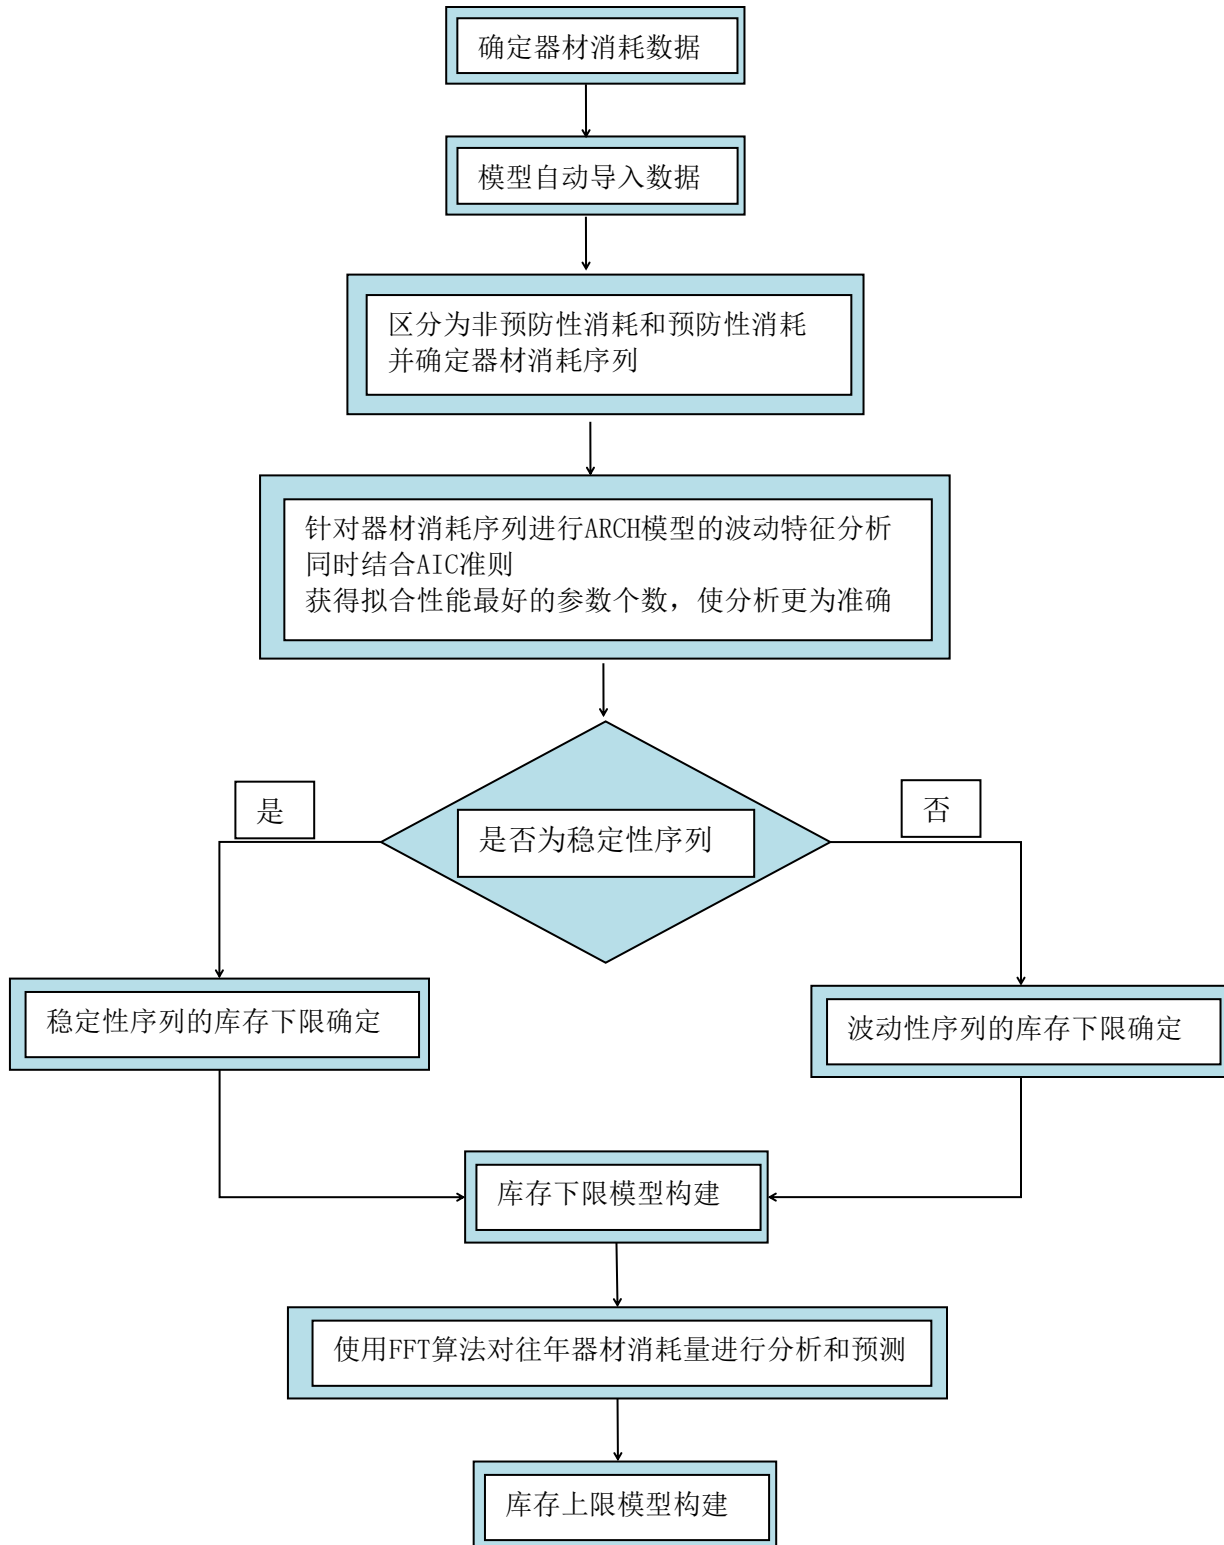 确定器材消耗数据
模型自动导入数据
区分为非预防性消耗和预防性消耗
并确定器材消耗序列
针对器材消耗序列进行ARCH模型的波动特征分析
同时结合AIC准则
获得拟合性能最好的参数个数，使分析更为准确
是
否
是否为稳定性序列
稳定性序列的库存下限确定
波动性序列的库存下限确定
库存下限模型构建
使用FFT算法对往年器材消耗量进行分析和预测
库存上限模型构建